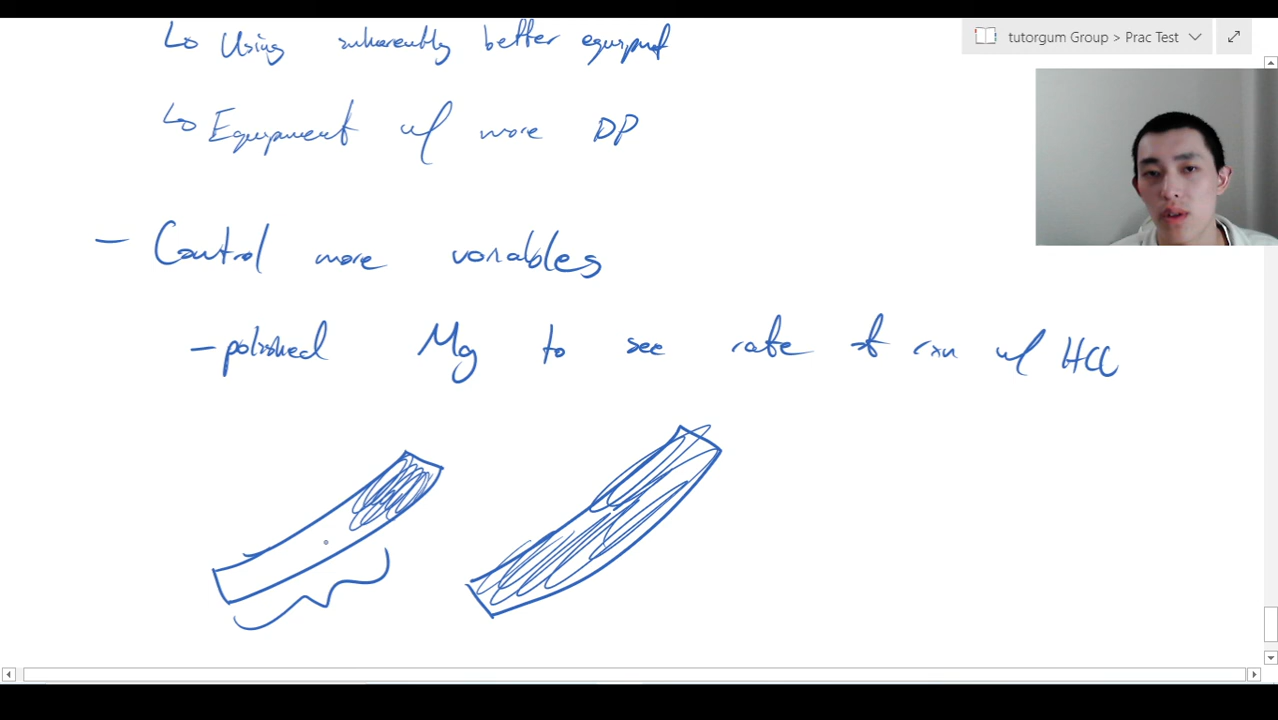 ↳ Using inherently better equipmt
tutorgum Group > Prac Test
↳ Equipment w/ more DP
- Control more variables
- polished Mg to see rate of rxn w/ HCl